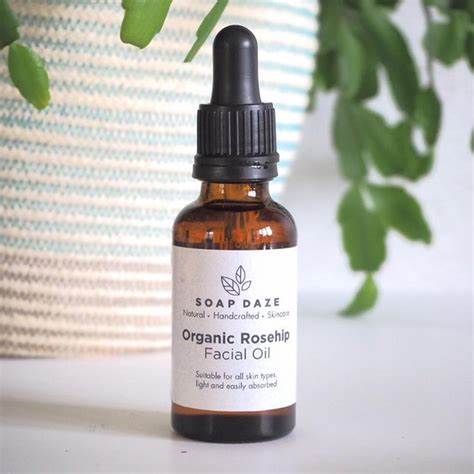 SOAP DAZE
Natural • Handcrafted • Skincare
Organic Rosehip
Facial Oil
Suitable for all skin types,
light and easily absorbed